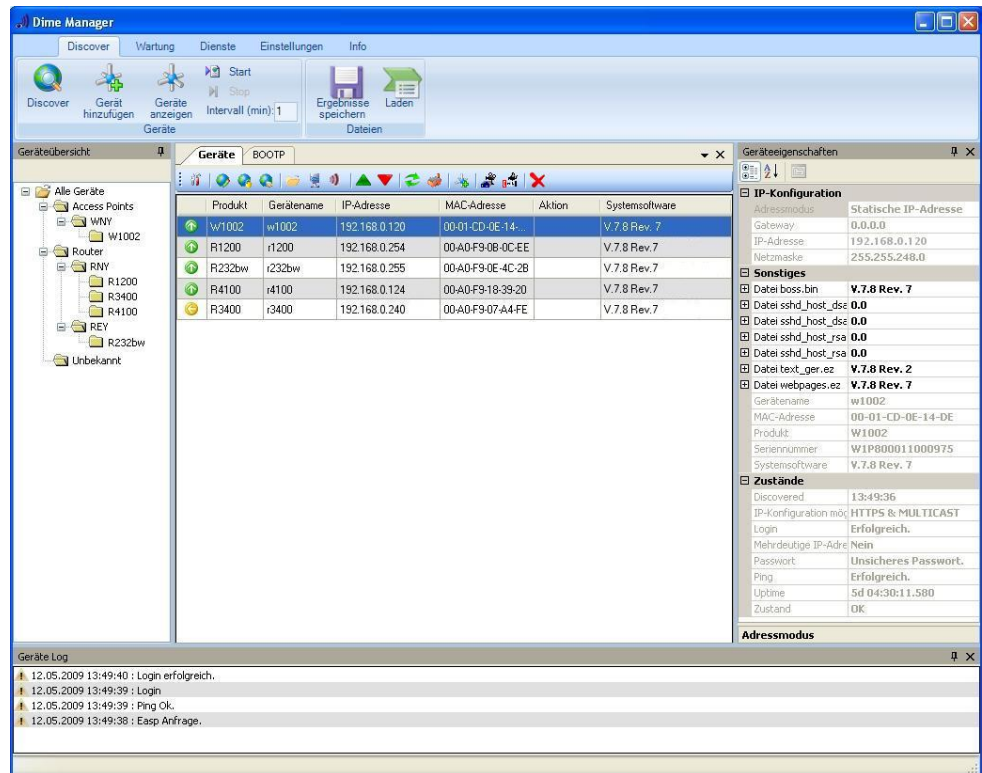 Dime Manager
Discover Wartung Dienste Einstellungen Info
Discover
Gerät hinzufügen
Geräte anzeigen
Start
Stop
Intervall (min): 1
Geräte
Ergebnisse speichern
Laden
Dateien
Geräteübersicht
Alle Geräte
Access Points
WNY
W1002
Router
RNY
R1200
R3400
R4100
REY
R232bw
Unbekannt
Geräte BOOTP
Produkt Gerätename IP-Adresse MAC-Adresse Aktion Systemsoftware
W1002 w1002 192.168.0.120 00-01-CD-0E-14-... V.7.8 Rev. 7
R1200 r1200 192.168.0.254 00-A0-F9-0B-0C-EE V.7.8 Rev.7
R232bw r232bw 192.168.0.255 00-A0-F9-0E-4C-2B V.7.8 Rev.7
R4100 r4100 192.168.0.124 00-A0-F9-18-39-20 V.7.8 Rev.7
R3400 r3400 192.168.0.240 00-A0-F9-07-A4-FE V.7.8 Rev.7
Geräteeigenschaften
IP-Konfiguration
Adressmodus Statische IP-Adresse
Gateway 0.0.0.0
IP-Adresse 192.168.0.120
Netzmaske 255.255.248.0
Sonstiges
Datei boss.bin V.7.8 Rev. 7
Datei sshd_host_dsa 0.0
Datei sshd_host_dsa 0.0
Datei sshd_host_rsa 0.0
Datei sshd_host_rsa 0.0
Datei text_ger.ez V.7.8 Rev. 2
Datei webpages.ez V.7.8 Rev. 7
Gerätename w1002
MAC-Adresse 00-01-CD-0E-14-DE
Produkt W1002
Seriennummer W1P800011000975
Systemsoftware V.7.8 Rev. 7
Zustände
Discovered 13:49:36
IP-Konfiguration mög HTTPS & MULTICAST
Login Erfolgreich.
Mehrdeutige IP-Adre Nein
Passwort Unsicheres Passwort.
Ping Erfolgreich.
Uptime 5d 04:30:11.580
Zustand OK
Adressmodus
Geräte Log
12.05.2009 13:49:40 : Login erfolgreich.
12.05.2009 13:49:39 : Login
12.05.2009 13:49:39 : Ping Ok.
12.05.2009 13:49:38 : Easp Anfrage.